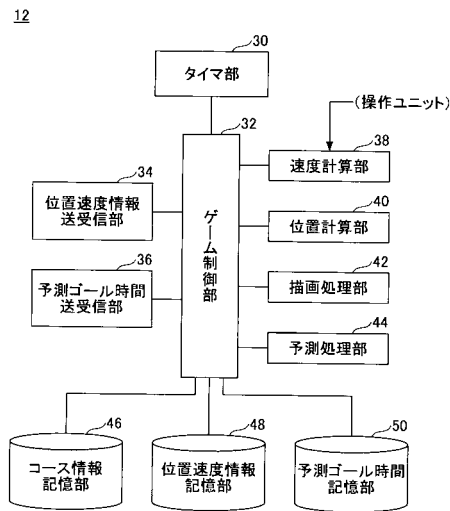 12
30
タイマ部
32
ゲーム制御部
(操作ユニット)
38
速度計算部
34
位置速度情報
送受信部
40
位置計算部
36
予測ゴール時間
送受信部
42
描画処理部
44
予測処理部
46
コース情報
記憶部
48
位置速度情報
記憶部
50
予測ゴール時間
記憶部